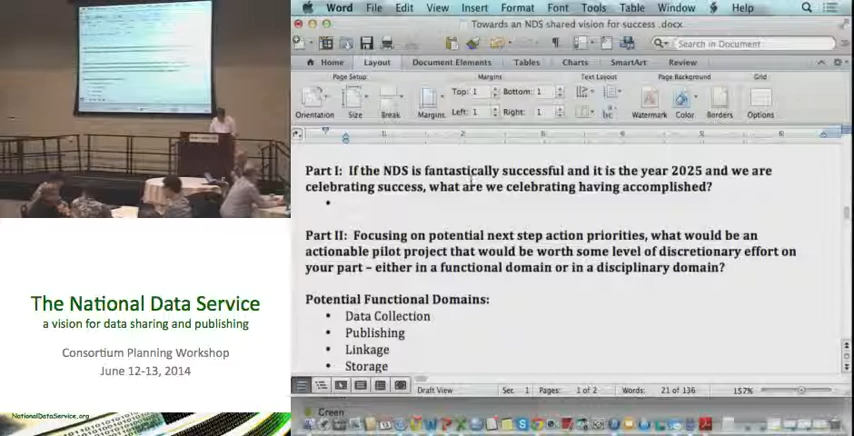 Word File Edit View Insert Format Font Tools Table Window Help
Towards an NDS shared vision for success .docx
Search in Document
Home Layout Document Elements Tables Charts SmartArt Review
Page Setup Margins Text Layout Page Background Grid
Top: 1 Bottom: 1
Left: 1 Right: 1
Orientation Size Break Margins Watermark Color Borders Options
Part I: If the NDS is fantastically successful and it is the year 2025 and we are
celebrating success, what are we celebrating having accomplished?
•
Part II: Focusing on potential next step action priorities, what would be an
actionable pilot project that would be worth some level of discretionary effort on
your part – either in a functional domain or in a disciplinary domain?
Potential Functional Domains:
• Data Collection
• Publishing
• Linkage
• Storage
Draft View Sec 1 Pages: 1 of 2 Words: 21 of 136 157%
Green
The National Data Service
a vision for data sharing and publishing
Consortium Planning Workshop
June 12-13, 2014
NationalDataService.org